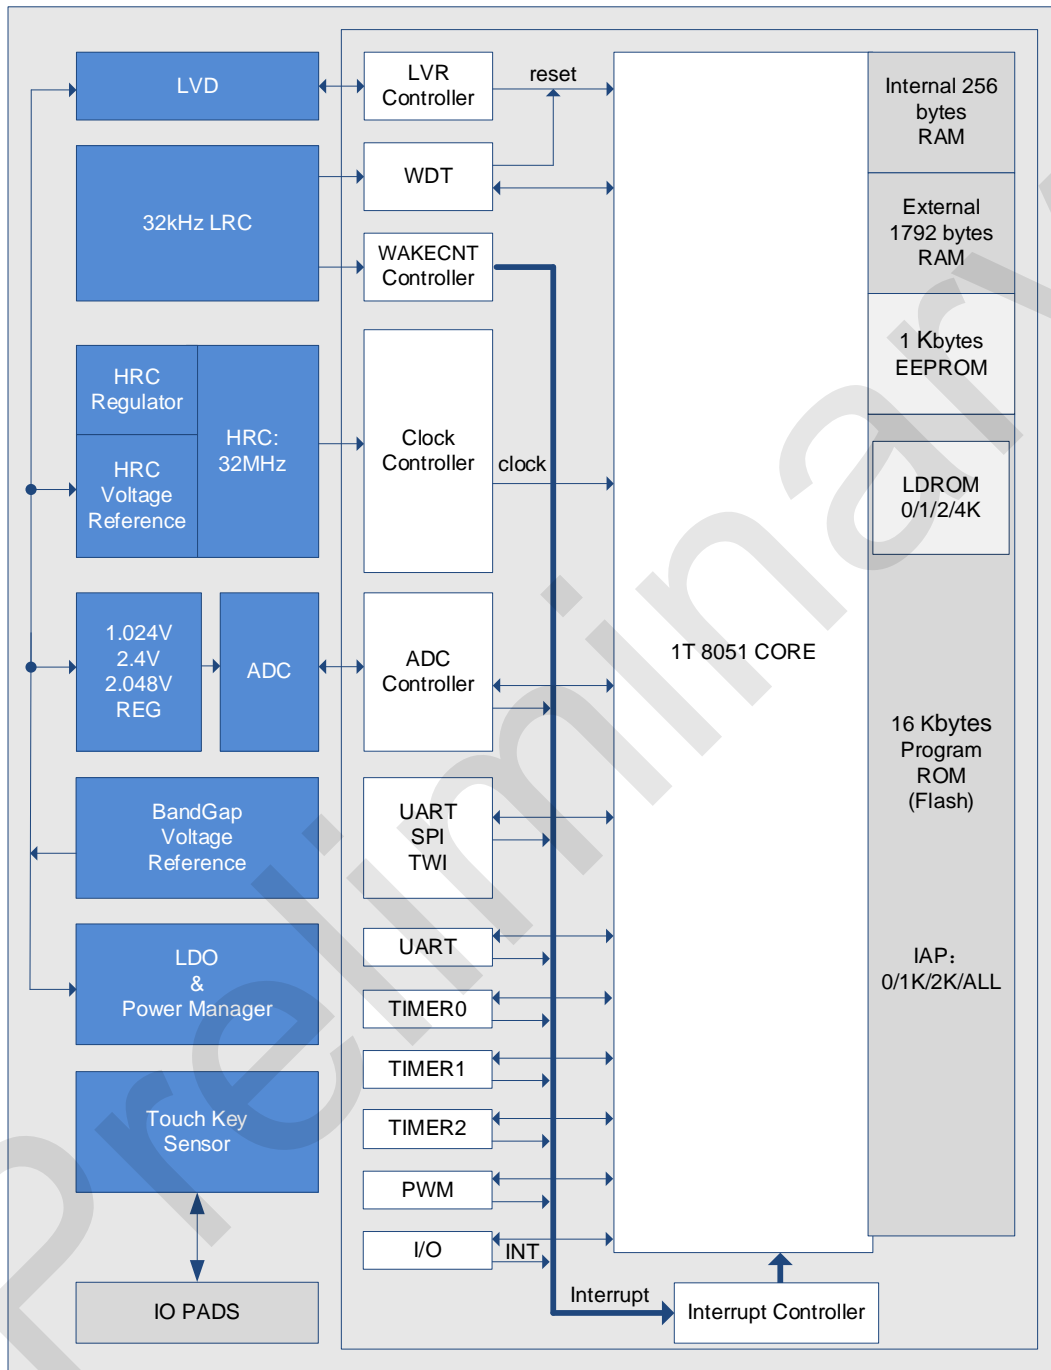 LVD
LVR
Controller
reset
Internal 256
bytes
RAM
32kHz LRC
WDT
WAKECNT
Controller
External
1792 bytes
RAM
HRC
Regulator
HRC
Voltage
Reference
HRC:
32MHz
Clock
Controller
clock
1 Kbytes
EEPROM
LDROM
0/1/2/4K
1.024V
2.4V
2.048V
REG
ADC
ADC
Controller
1T 8051 CORE
16 Kbytes
Program
ROM
(Flash)
BandGap
Voltage
Reference
UART
SPI
TWI
LDO
&
Power Manager
UART
TIMER0
IAP：
0/1K/2K/ALL
Touch Key
Sensor
TIMER1
TIMER2
PWM
I/O
INT
IO PADS
Interrupt
Interrupt Controller
Preliminary